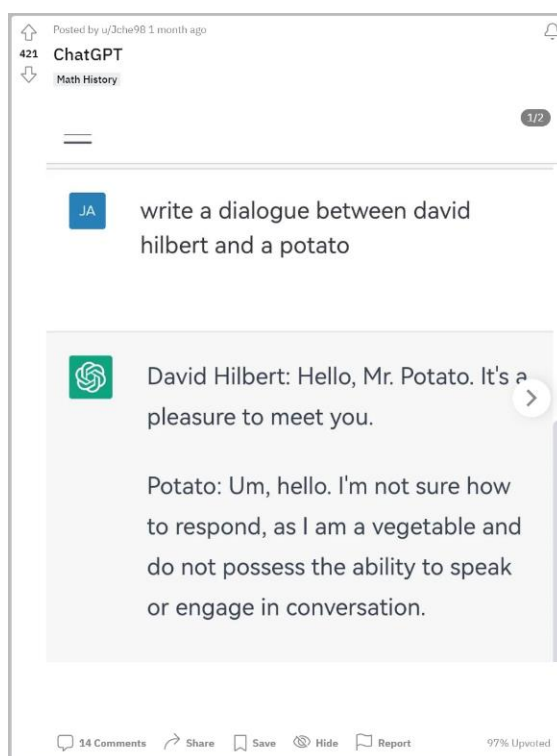 Posted by u/Jche98 1 month ago
421
ChatGPT
Math History
1/2
JA
write a dialogue between david
hilbert and a potato
David Hilbert: Hello, Mr. Potato. It's a
pleasure to meet you.
Potato: Um, hello. I'm not sure how
to respond, as I am a vegetable and
do not possess the ability to speak
or engage in conversation.
14 Comments Share Save Hide Report 97% Upvoted